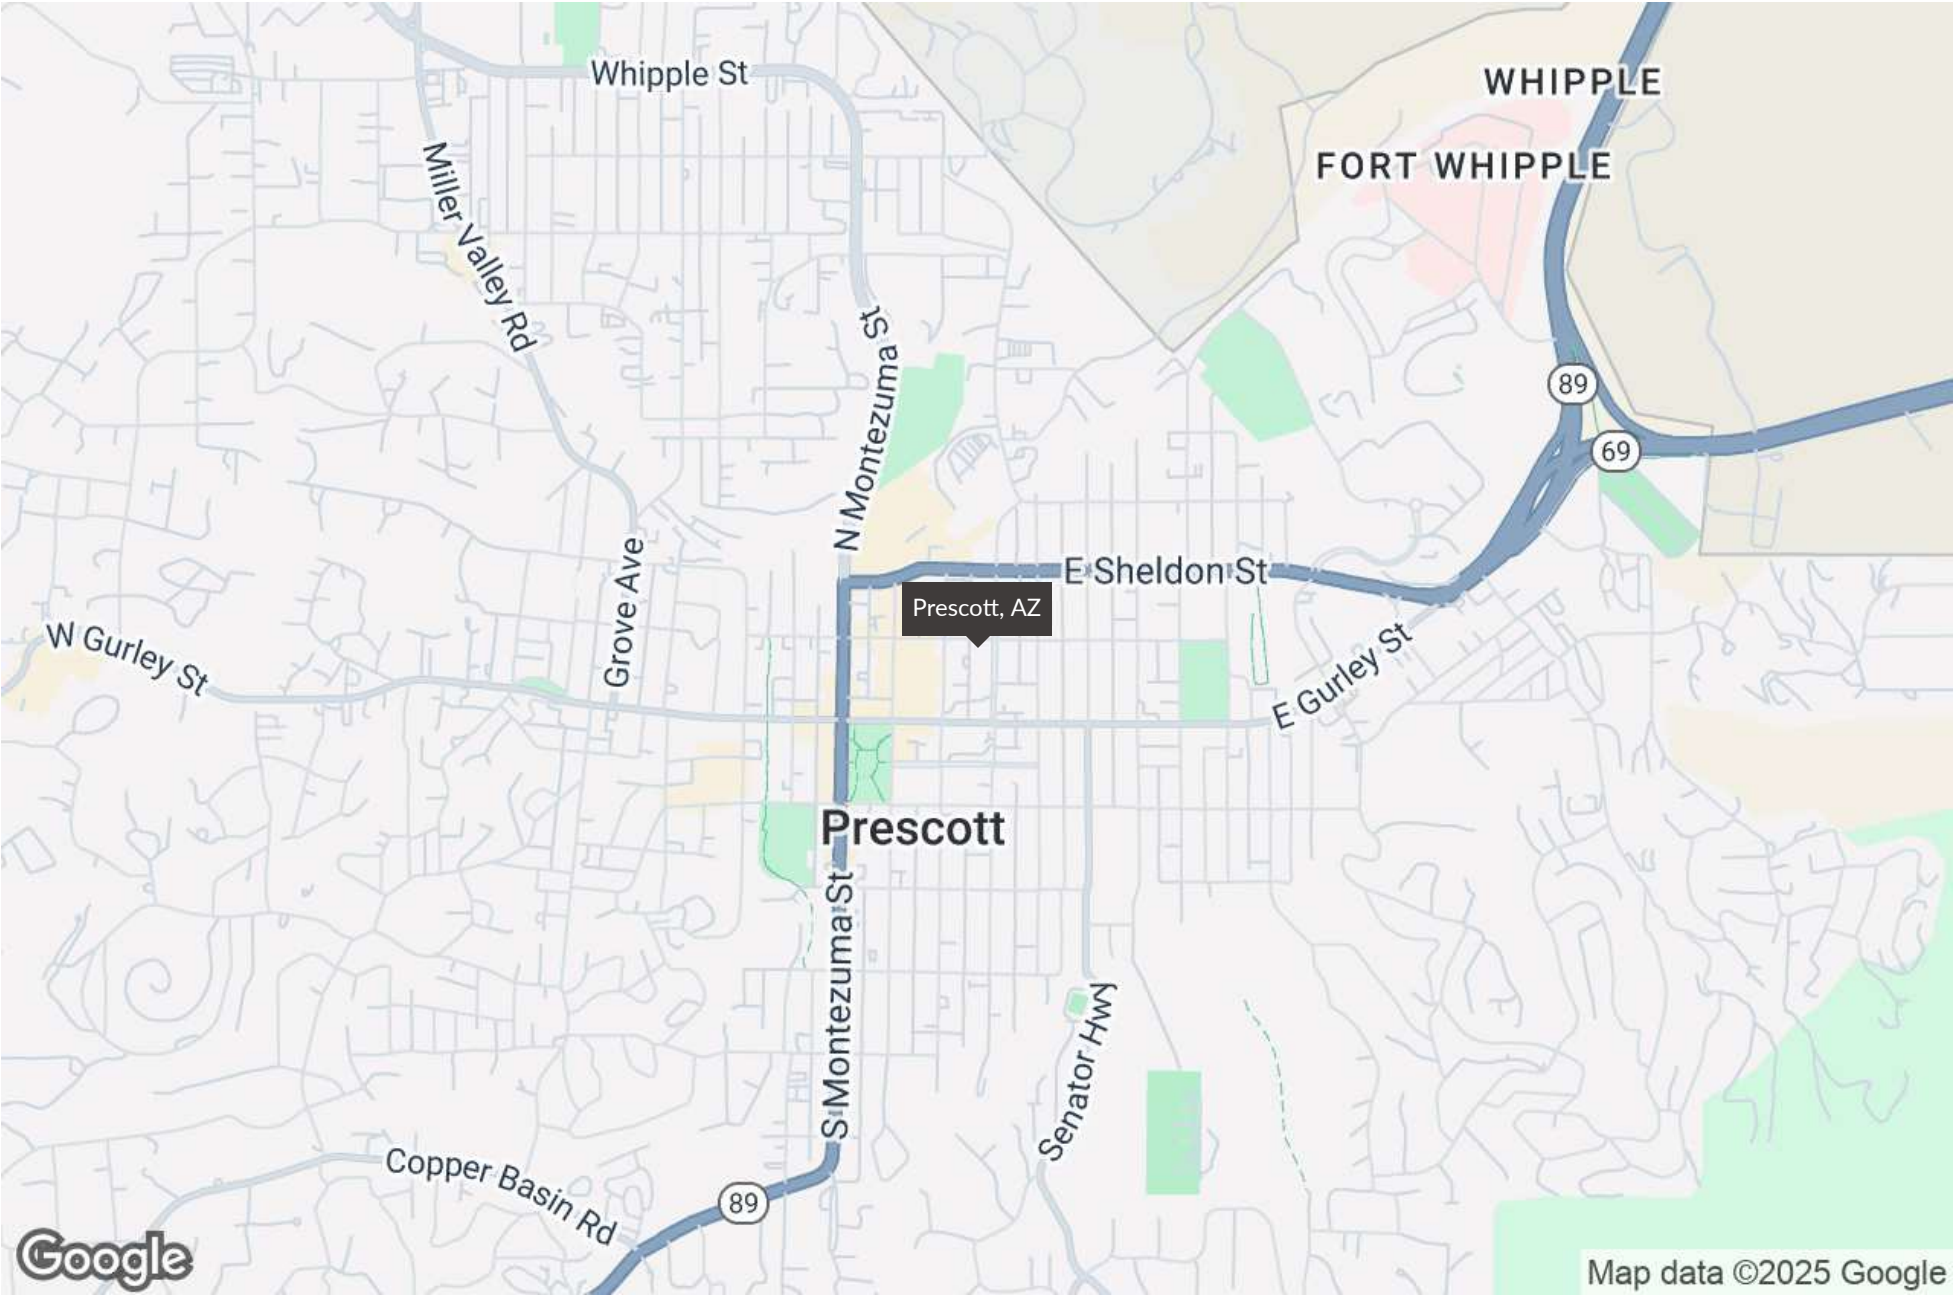 Whipple St
WHIPPLE
FORT WHIPPLE
Miller Valley Rd
N Montezuma St
89
69
E Sheldon St
Prescott, AZ
Grove Ave
W Gurley St
E Gurley St
Prescott
S Montezuma St
Senator Hwy
Copper Basin Rd
89
Google
Map data ©2025 Google